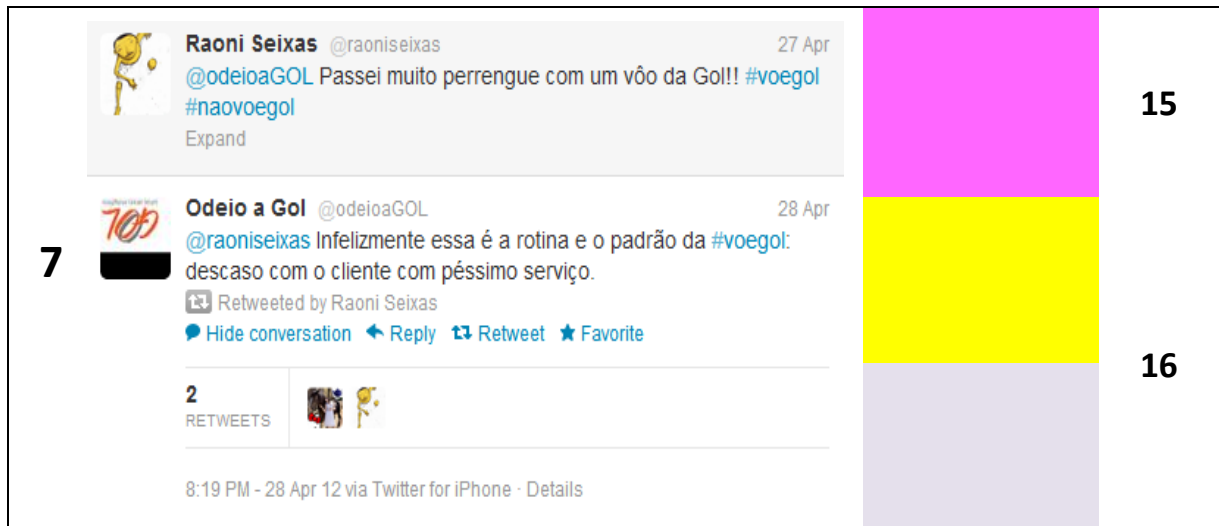 Raoni Seixas @raoniseixas 27 Apr
@odeioaGOL Passei muito perrengue com um vôo da Gol!! #voegol
#naovoegol
Expand
15
7
Odeio a Gol @odeioaGOL 28 Apr
@raoniseixas Infelizmente essa é a rotina e o padrão da #voegol:
descaso com o cliente com péssimo serviço.
Retweeted by Raoni Seixas
Hide conversation Reply Retweet Favorite
16
2
RETWEETS
8:19 PM - 28 Apr 12 via Twitter for iPhone · Details